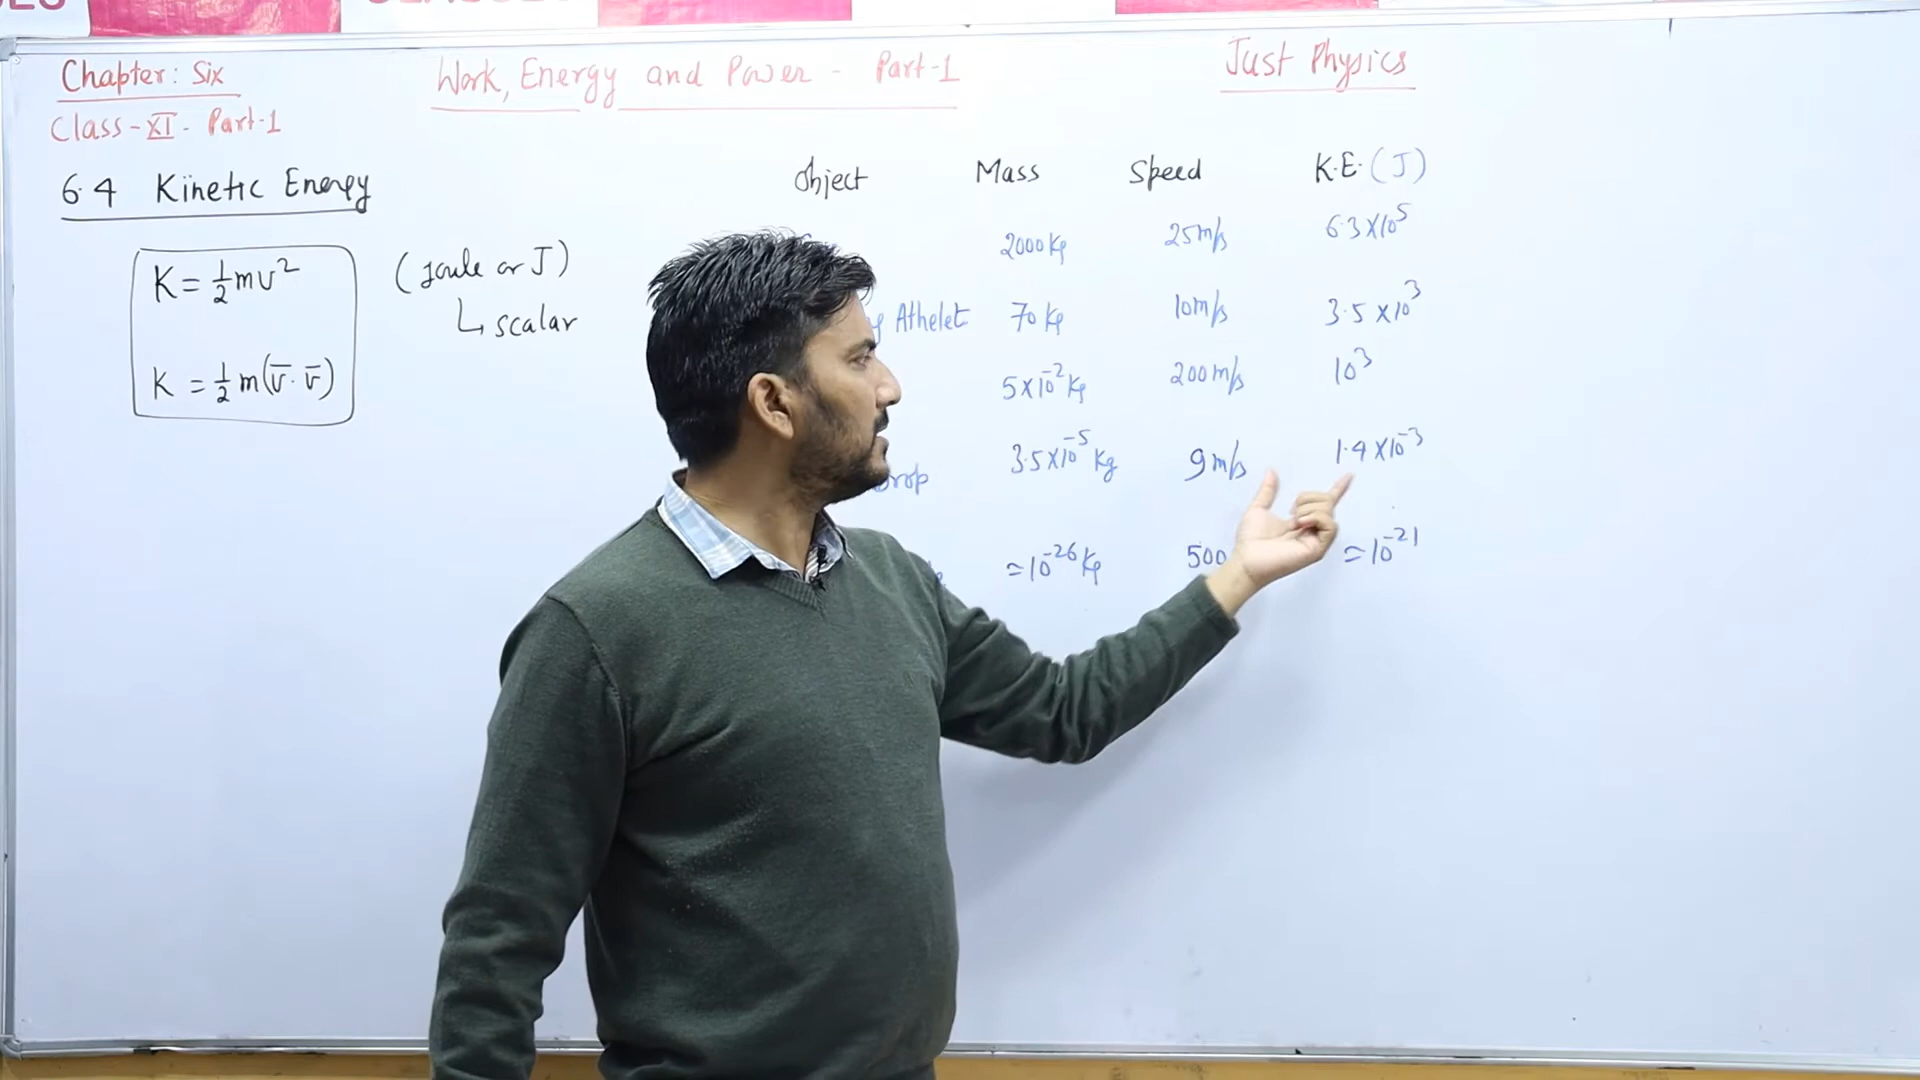 Chapter: Six
Work, Energy and Power - Part-1
Just Physics
Class-XI- Part-1
6.4 Kinetic Energy
Object Mass Speed K.E. (J)
K = ½mv²
(joule or J)
↳ scalar
K = ½m(v̄·v̄)
2000 Kg 25 m/s 6.3×10⁵
Athelet 70 Kg 10 m/s 3.5×10³
5×10⁻² Kg 200 m/s 10³
3.5×10⁻⁵ Kg 9 m/s 1.4×10⁻³
≃10⁻²⁶ Kg 500 ≃10⁻²¹